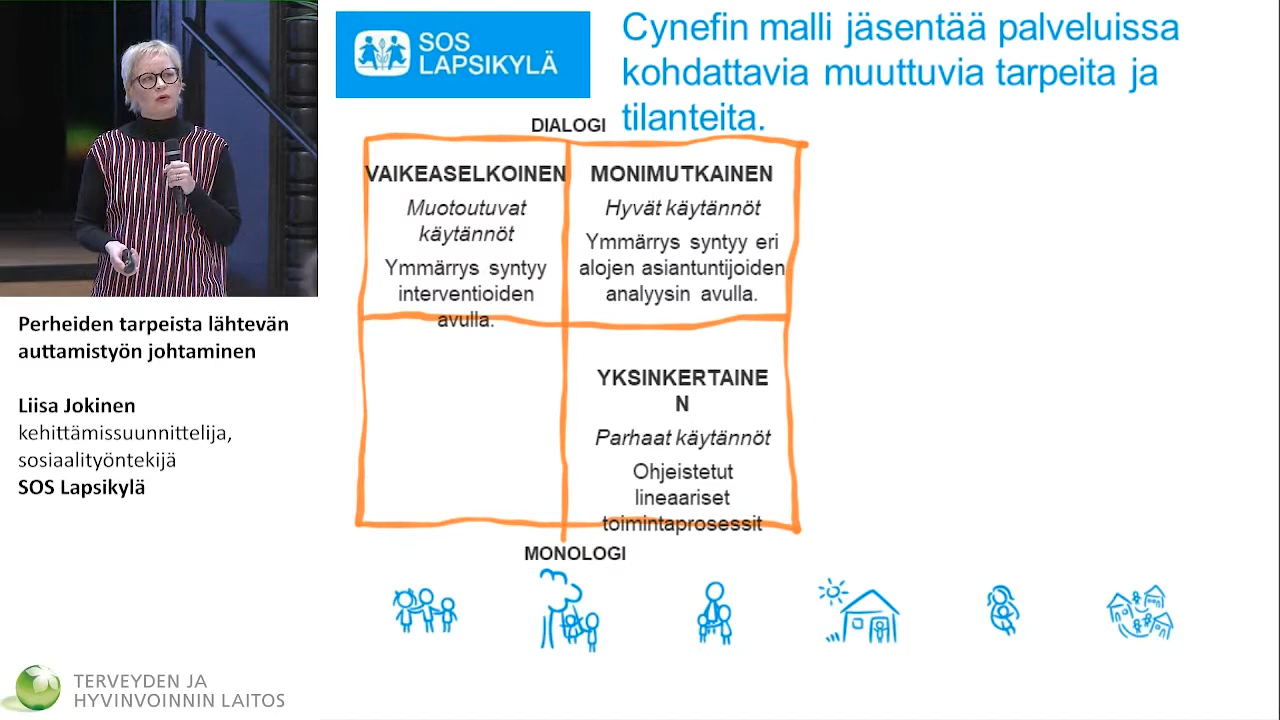 SOS
LAPSIKYLÄ
Cynefin malli jäsentää palveluissa
kohdattavia muuttuvia tarpeita ja
tilanteita.
DIALOGI
VAIKEASELKOINEN
Muotoutuvat
käytännöt
Ymmärrys syntyy
interventioiden
avulla.
MONIMUTKAINEN
Hyvät käytännöt
Ymmärrys syntyy eri
alojen asiantuntijoiden
analyysin avulla.
YKSINKERTAINE
N
Parhaat käytännöt
Ohjeistetut
lineaariset
toimintaprosessit
MONOLOGI
Perheiden tarpeista lähtevän
auttamistyön johtaminen
Liisa Jokinen
kehittämissuunnittelija,
sosiaalityöntekijä
SOS Lapsikylä
TERVEYDEN JA
HYVINVOINNIN LAITOS